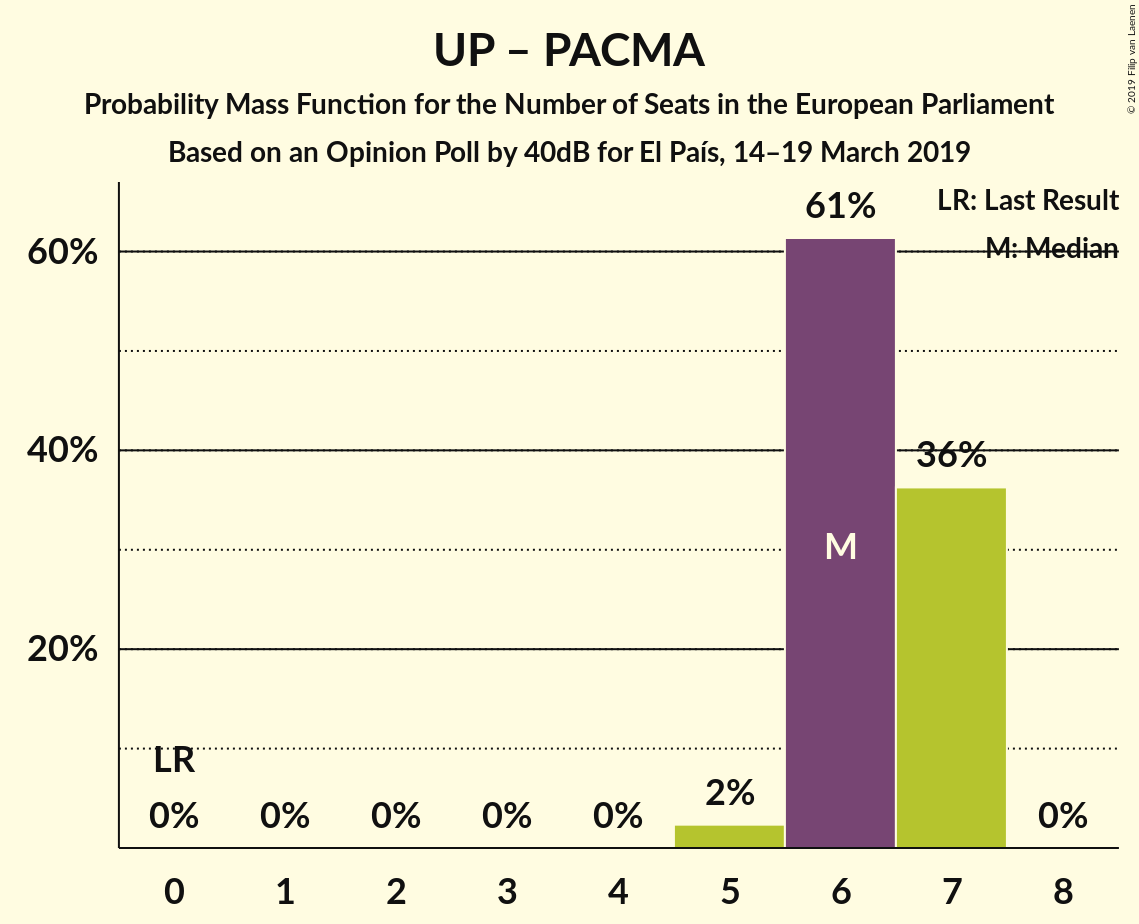 UP – PACMA
Probability Mass Function for the Number of Seats in the European Parliament
Based on an Opinion Poll by 40dB for El País, 14–19 March 2019
© 2019 Filip van Laenen
LR: Last Result
M: Median
60%
40%
20%
61%
36%
M
LR
0%
0%
0%
0%
0%
2%
0%
0
1
2
3
4
5
6
7
8